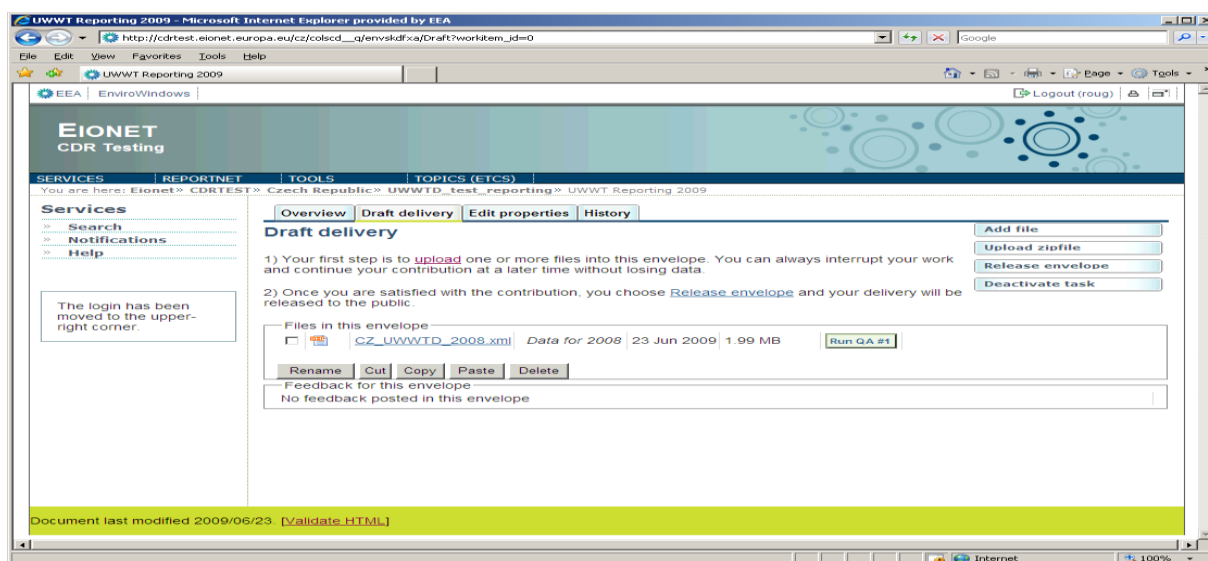 UWWT Reporting 2009 - Microsoft Internet Explorer provided by EEA
http://cdrtest.eionet.europa.eu/cz/colscd__q/envskdfxa/Draft?workitem_id=0
Google
File Edit View Favorites Tools Help
UWWT Reporting 2009
Page Tools
EEA EnviroWindows
Logout (roug)
EIONET
CDR Testing
SERVICES REPORTNET TOOLS TOPICS (ETCS)
You are here: Eionet» CDRTEST» Czech Republic» UWWTD_test_reporting» UWWT Reporting 2009
Services
» Search
» Notifications
» Help
The login has been
moved to the upper-
right corner.
Overview Draft delivery Edit properties History
Draft delivery
Add file
Upload zipfile
Release envelope
Deactivate task
1) Your first step is to upload one or more files into this envelope. You can always interrupt your work
and continue your contribution at a later time without losing data.
2) Once you are satisfied with the contribution, you choose Release envelope and your delivery will be
released to the public.
Files in this envelope
CZ_UWWTD_2008.xml Data for 2008 23 Jun 2009 1.99 MB Run QA #1
Rename Cut Copy Paste Delete
Feedback for this envelope
No feedback posted in this envelope
Document last modified 2009/06/23. [Validate HTML]
Internet 100%